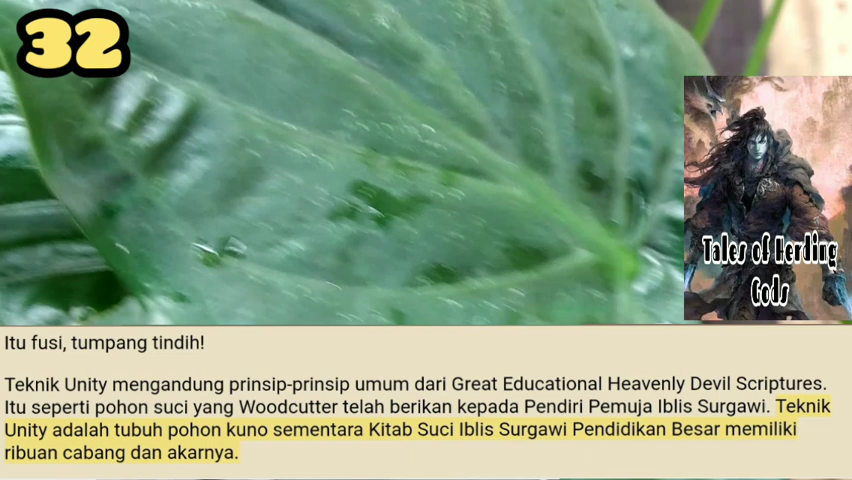 32
Tales of Herding
Gods
Itu fusi, tumpang tindih!
Teknik Unity mengandung prinsip-prinsip umum dari Great Educational Heavenly Devil Scriptures.
Itu seperti pohon suci yang Woodcutter telah berikan kepada Pendiri Pemuja Iblis Surgawi. Teknik
Unity adalah tubuh pohon kuno sementara Kitab Suci Iblis Surgawi Pendidikan Besar memiliki
ribuan cabang dan akarnya.